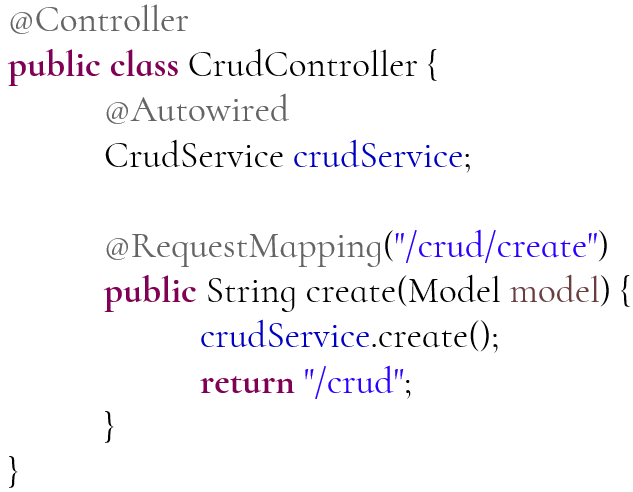 @Controller
public class CrudController {
@Autowired
CrudService crudService;
@RequestMapping("/crud/create")
public String create(Model model) {
crudService.create();
return "/crud";
}
}